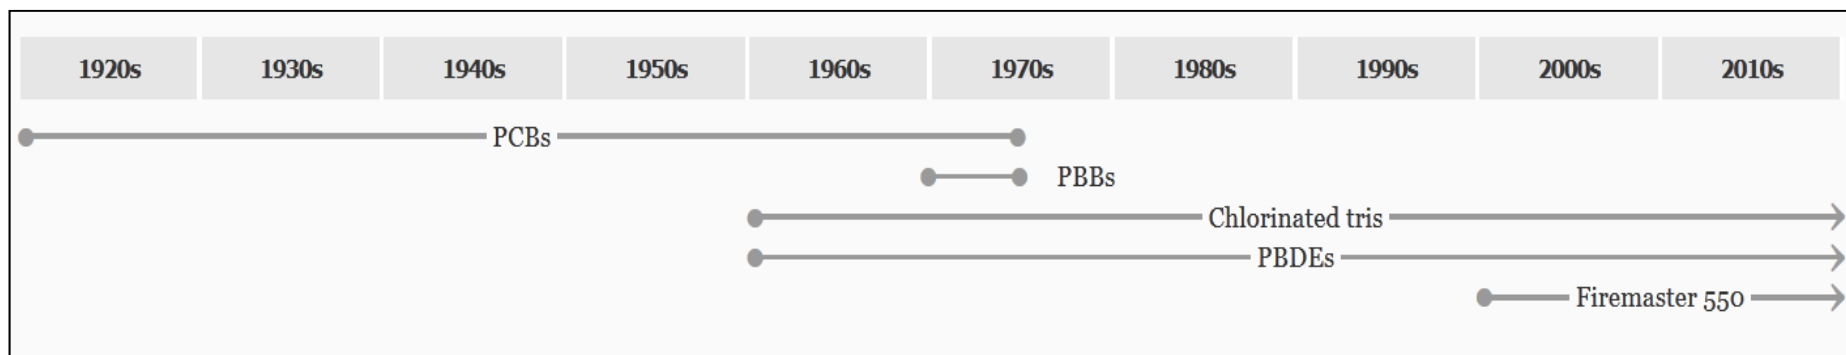 1920s 1930s 1940s 1950s 1960s 1970s 1980s 1990s 2000s 2010s
PCBs
PBBs
Chlorinated tris
PBDEs
Firemaster 550